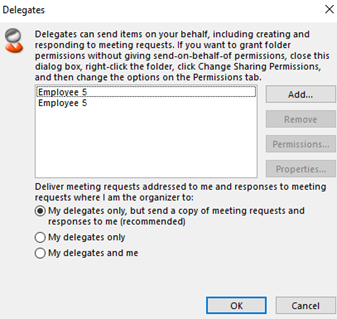 Delegates
Delegates can send items on your behalf, including creating and
responding to meeting requests. If you want to grant folder
permissions without giving send-on-behalf-of permissions, close this
dialog box, right-click the folder, click Change Sharing Permissions,
and then change the options on the Permissions tab.
Employee 5
Employee 5
Add...
Remove
Permissions...
Properties...
Deliver meeting requests addressed to me and responses to meeting
requests where I am the organizer to:
My delegates only, but send a copy of meeting requests and
responses to me (recommended)
My delegates only
My delegates and me
OK
Cancel